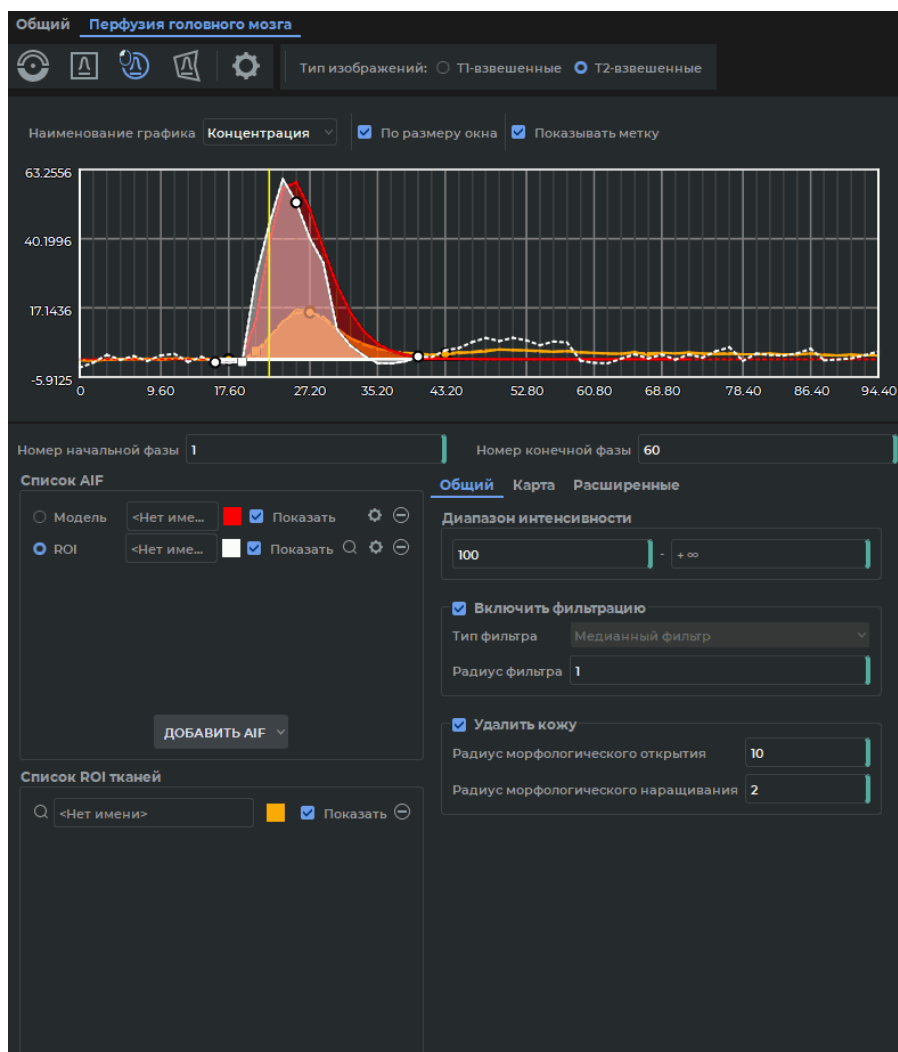 Общий Перфузия головного мозга
Тип изображений: Т1-взвешенные Т2-взвешенные
Наименование графика Концентрация По размеру окна Показывать метку
63.2556
40.1996
17.1436
-5.9125
0 9.60 17.60 27.20 35.20 43.20 52.80 60.80 68.80 78.40 86.40 94.40
Номер начальной фазы 1 Номер конечной фазы 60
Список AIF
Модель <Нет име... Показать
ROI <Нет име... Показать
ДОБАВИТЬ AIF
Список ROI тканей
<Нет имени> Показать
Общий Карта Расширенные
Диапазон интенсивности
100 - + ∞
Включить фильтрацию
Тип фильтра Медианный фильтр
Радиус фильтра 1
Удалить кожу
Радиус морфологического открытия 10
Радиус морфологического наращивания 2